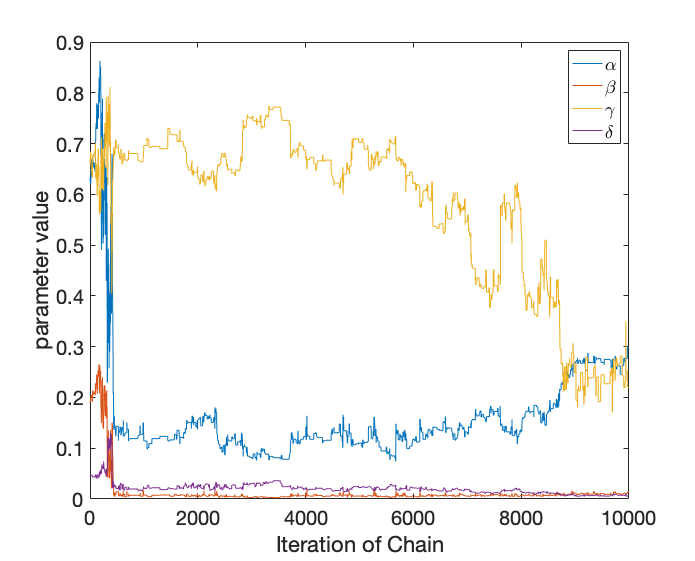 0.9
0.8
0.7
0.6
0.5
0.4
0.3
0.2
0.1
0
parameter value
0 2000 4000 6000 8000 10000
Iteration of Chain
α
β
γ
δ